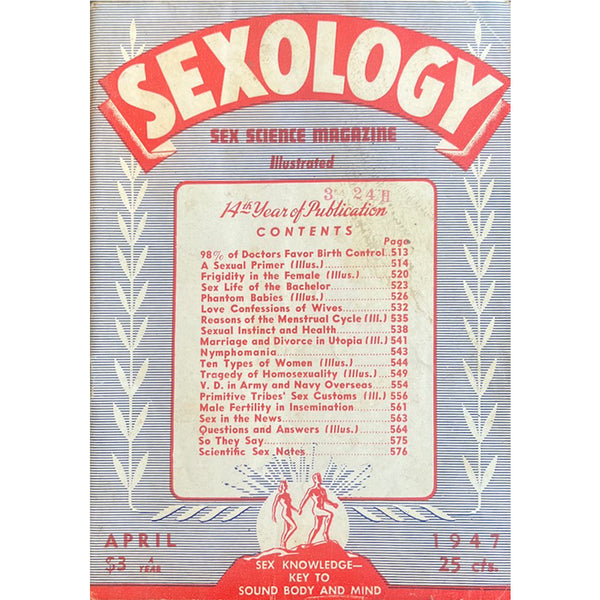 SEXOLOGY
SEX SCIENCE MAGAZINE
Illustrated
3 24
14th Year of Publication
CONTENTS
Page
98% of Doctors Favor Birth Control..513
A Sexual Primer (Illus.)..............514
Frigidity in the Female (Illus.)......520
Sex Life of the Bachelor..............523
Phantom Babies (Illus.)..............526
Love Confessions of Wives..........532
Reasons of the Menstrual Cycle (Ill.) 535
Sexual Instinct and Health..........538
Marriage and Divorce in Utopia (Ill.) 541
Nymphomania..............543
Ten Types of Women (Illus.)........544
Tragedy of Homosexuality (Illus.)..549
V. D. in Army and Navy Overseas..554
Primitive Tribes' Sex Customs (Ill.) 556
Male Fertility in Insemination........561
Sex in the News..............563
Questions and Answers (Illus.)......564
So They Say..............575
Scientific Sex Notes..............576
APRIL 1947
$3 A YEAR 25 cts.
SEX KNOWLEDGE—
KEY TO
SOUND BODY AND MIND